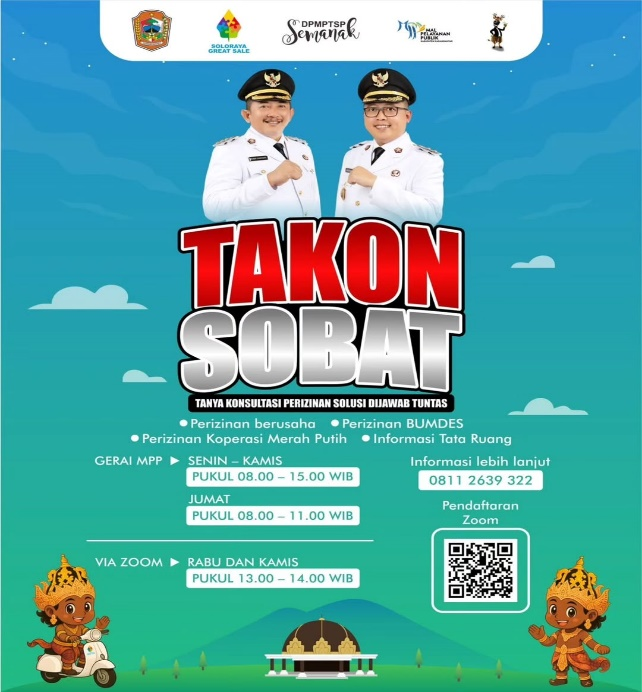 SOLORAYA
GREAT SALE
DPMPTSP
Semanak
MAL
PELAYANAN
PUBLIK
TAKON
SOBAT
TANYA KONSULTASI PERIZINAN SOLUSI DIJAWAB TUNTAS
● Perizinan berusaha ● Perizinan BUMDES
● Perizinan Koperasi Merah Putih ● Informasi Tata Ruang
GERAI MPP ► SENIN – KAMIS
PUKUL 08.00 – 15.00 WIB
JUMAT
PUKUL 08.00 – 11.00 WIB
VIA ZOOM ► RABU DAN KAMIS
PUKUL 13.00 – 14.00 WIB
Informasi lebih lanjut
0811 2639 322
Pendaftaran
Zoom